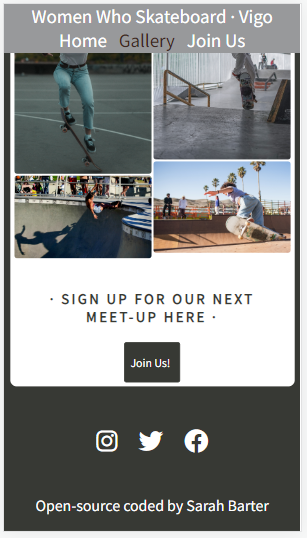 Women Who Skateboard · Vigo
Home Gallery Join Us
· SIGN UP FOR OUR NEXT
MEET-UP HERE ·
Join Us!
Open-source coded by Sarah Barter